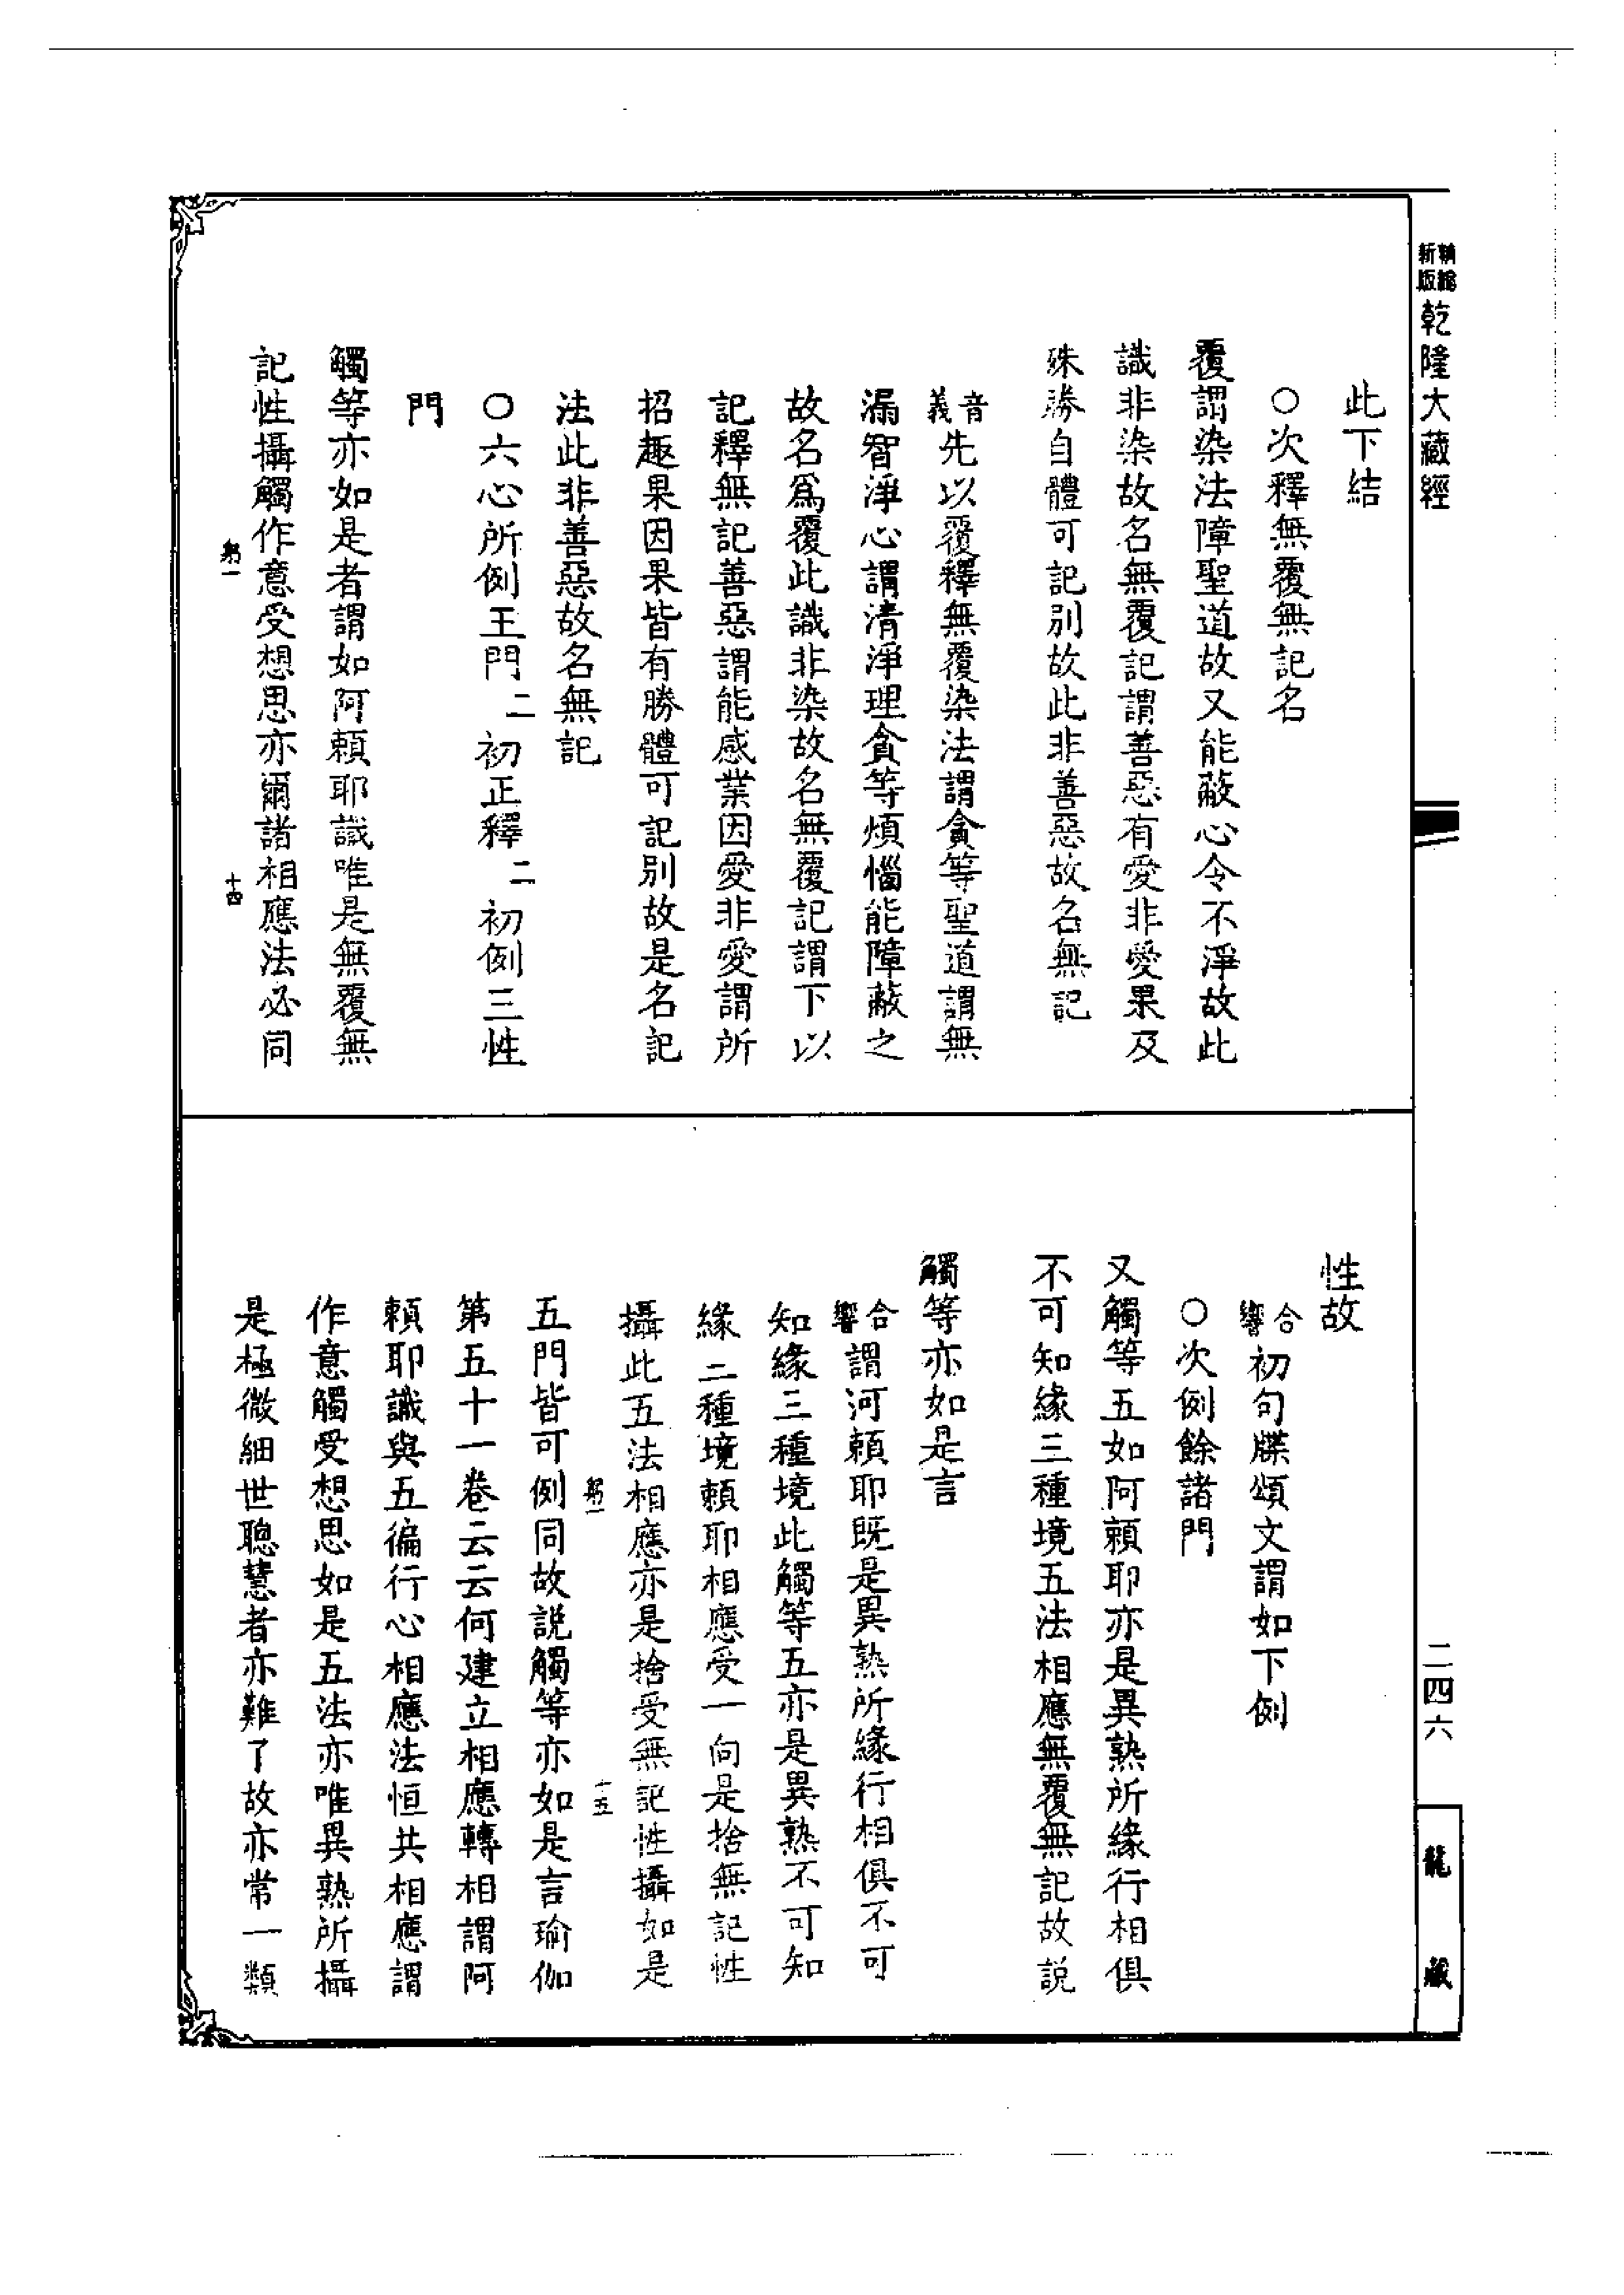 新版精縮
乾隆大藏經
此下結
○次釋無覆無記名
覆謂染法障聖道故又能蔽心令不淨故此
識非染故名無覆記謂善惡有愛非愛果及
殊勝自體可記別故此非善惡故名無記
音義先以覆釋無覆染法謂貪等聖道謂無
漏智淨心謂清淨理貪等煩惱能障蔽之
故名爲覆此識非染故名無覆記謂下以
記釋無記善惡謂能感業因愛非愛謂所
招趣果因果皆有勝體可記別故是名記
法此非善惡故名無記
○六心所例王門二初正釋二初例三性
門
觸等亦如是者謂如阿賴耶識唯是無覆無
記性攝觸作意受想思亦爾諸相應法必同
十四
性故
合響初句牒頌文謂如下例
○次例餘諸門
又觸等五如阿賴耶亦是異熟所緣行相俱
不可知緣三種境五法相應無覆無記故說
觸等亦如是言
合響謂阿賴耶既是異熟所緣行相俱不可
知緣三種境此觸等五亦是異熟不可知
緣二種境賴耶相應受一向是捨無記性
攝此五法相應亦是捨受無記性攝如是
十五
五門皆可例同故說觸等亦如是言瑜伽
第五十一卷云云何建立相應轉相謂阿
賴耶識與五徧行心相應法恒共相應謂
作意觸受想思如是五法亦唯異熟所攝
是極微細世聰慧者亦難了故亦常一類
二四六
龍藏